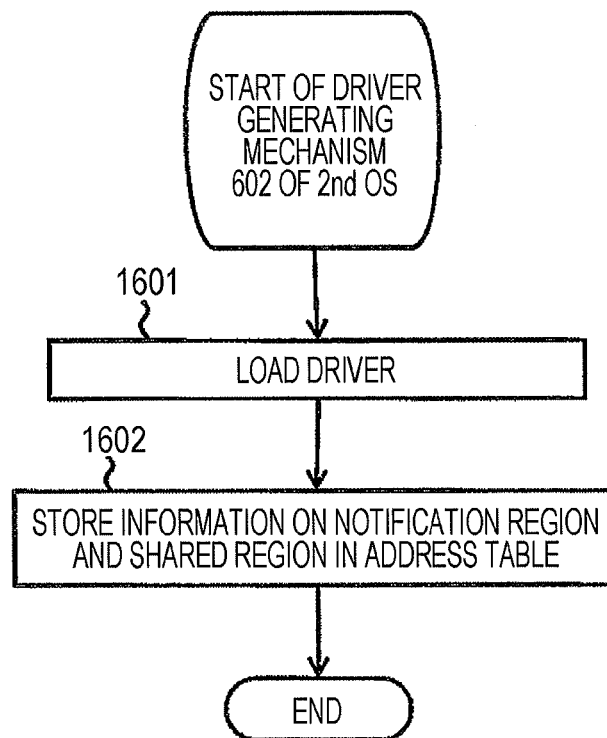 START OF DRIVER
GENERATING
MECHANISM
602 OF 2nd OS
1601
LOAD DRIVER
1602
STORE INFORMATION ON NOTIFICATION REGION
AND SHARED REGION IN ADDRESS TABLE
END